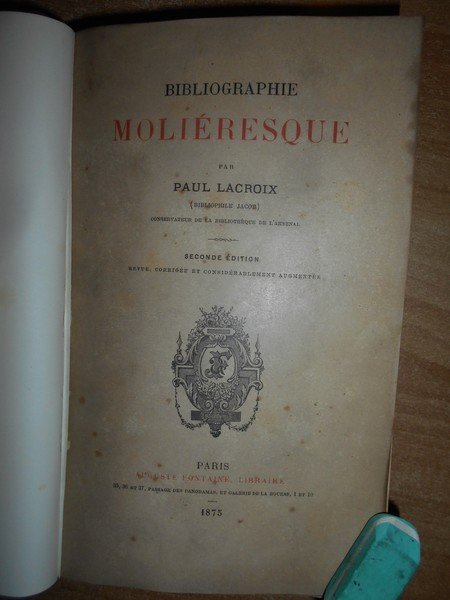 BIBLIOGRAPHIE
MOLIÉRESQUE
PAR
PAUL LACROIX
(BIBLIOPHILE JACOB)
CONSERVATEUR DE LA BIBLIOTHÈQUE DE L'ARSENAL
SECONDE ÉDITION
REVUE, CORRIGÉE ET CONSIDÉRABLEMENT AUGMENTÉE
PARIS
AUGUSTE FONTAINE, LIBRAIRE
35, 36 ET 37, PASSAGE DES PANORAMAS, ET GALERIE DE LA BOURSE, 1 ET 10
1875